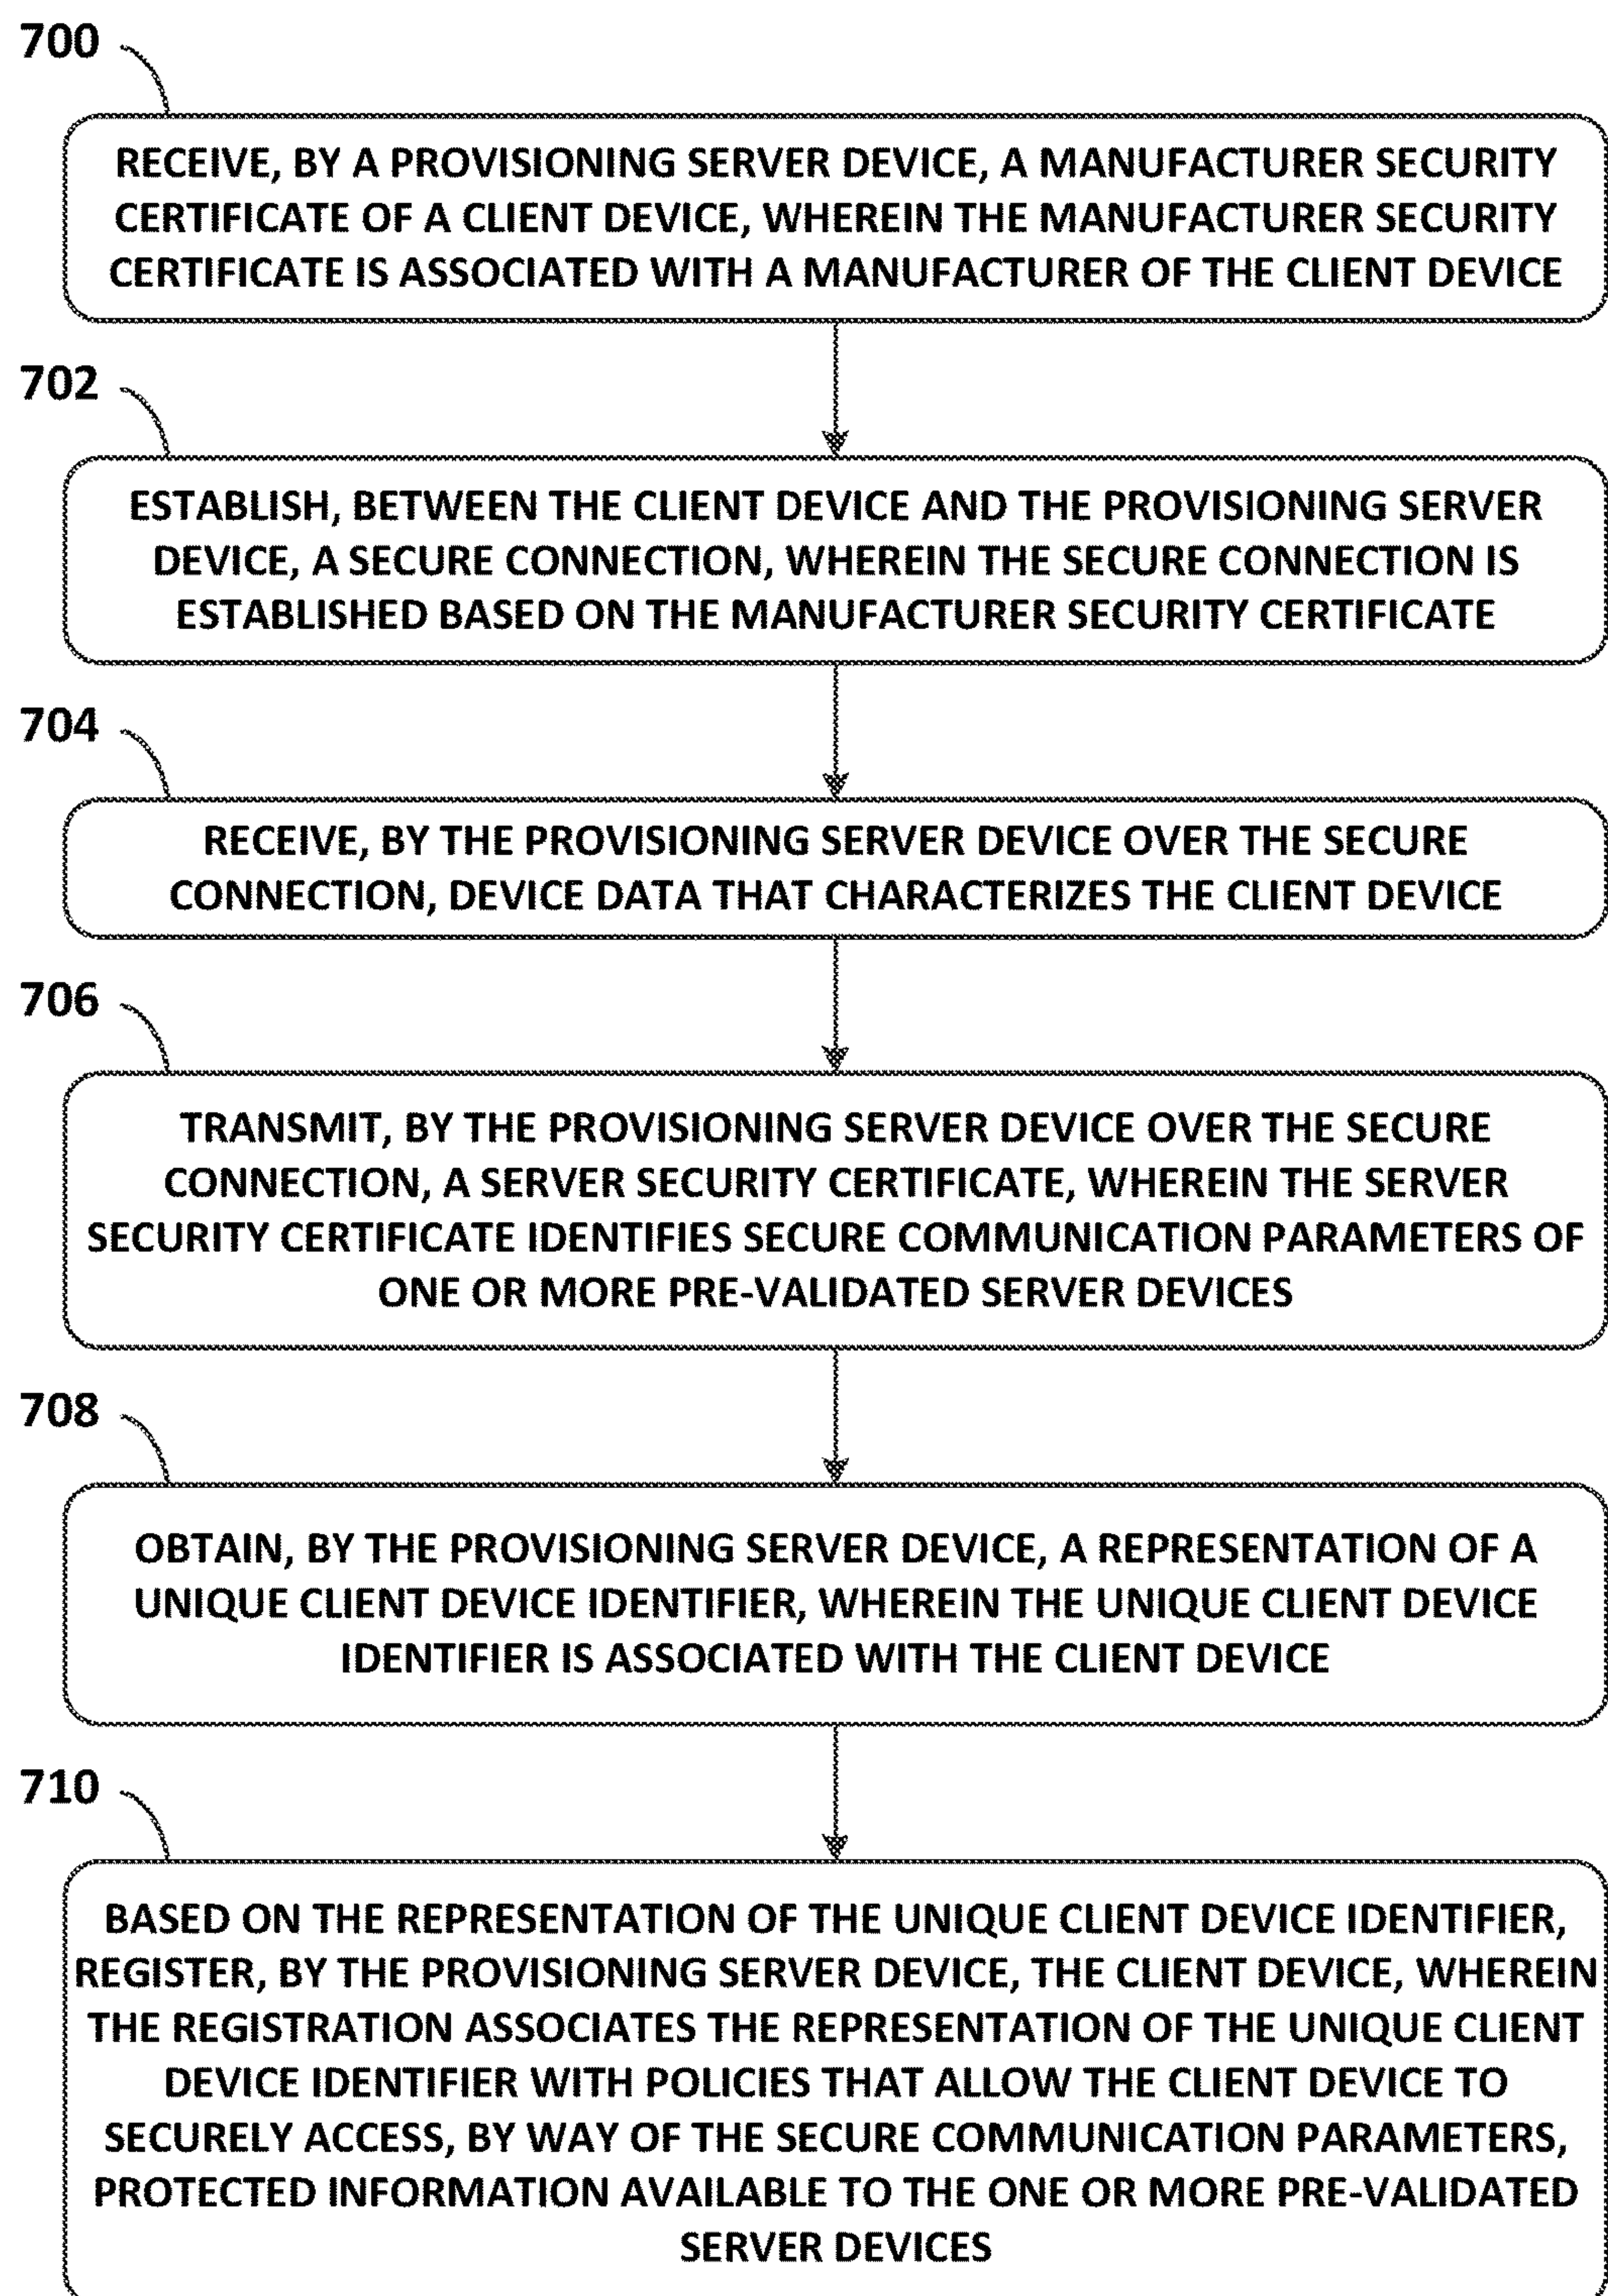 700
RECEIVE, BY A PROVISIONING SERVER DEVICE, A MANUFACTURER SECURITY
CERTIFICATE OF A CLIENT DEVICE, WHEREIN THE MANUFACTURER SECURITY
CERTIFICATE IS ASSOCIATED WITH A MANUFACTURER OF THE CLIENT DEVICE
702
ESTABLISH, BETWEEN THE CLIENT DEVICE AND THE PROVISIONING SERVER
DEVICE, A SECURE CONNECTION, WHEREIN THE SECURE CONNECTION IS
ESTABLISHED BASED ON THE MANUFACTURER SECURITY CERTIFICATE
704
RECEIVE, BY THE PROVISIONING SERVER DEVICE OVER THE SECURE
CONNECTION, DEVICE DATA THAT CHARACTERIZES THE CLIENT DEVICE
706
TRANSMIT, BY THE PROVISIONING SERVER DEVICE OVER THE SECURE
CONNECTION, A SERVER SECURITY CERTIFICATE, WHEREIN THE SERVER
SECURITY CERTIFICATE IDENTIFIES SECURE COMMUNICATION PARAMETERS OF
ONE OR MORE PRE-VALIDATED SERVER DEVICES
708
OBTAIN, BY THE PROVISIONING SERVER DEVICE, A REPRESENTATION OF A
UNIQUE CLIENT DEVICE IDENTIFIER, WHEREIN THE UNIQUE CLIENT DEVICE
IDENTIFIER IS ASSOCIATED WITH THE CLIENT DEVICE
710
BASED ON THE REPRESENTATION OF THE UNIQUE CLIENT DEVICE IDENTIFIER,
REGISTER, BY THE PROVISIONING SERVER DEVICE, THE CLIENT DEVICE, WHEREIN
THE REGISTRATION ASSOCIATES THE REPRESENTATION OF THE UNIQUE CLIENT
DEVICE IDENTIFIER WITH POLICIES THAT ALLOW THE CLIENT DEVICE TO
SECURELY ACCESS, BY WAY OF THE SECURE COMMUNICATION PARAMETERS,
PROTECTED INFORMATION AVAILABLE TO THE ONE OR MORE PRE-VALIDATED
SERVER DEVICES